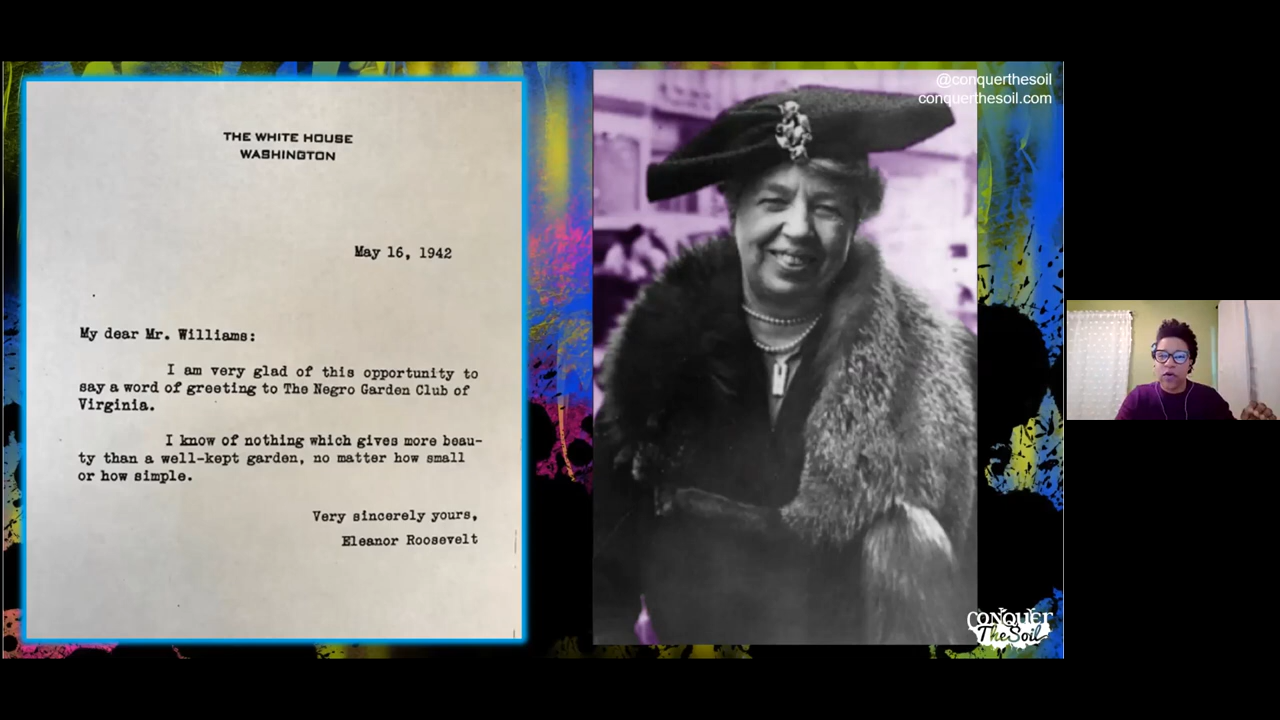 THE WHITE HOUSE
WASHINGTON
May 16, 1942
My dear Mr. Williams:
I am very glad of this opportunity to
say a word of greeting to The Negro Garden Club of
Virginia.
I know of nothing which gives more beau-
ty than a well-kept garden, no matter how small
or how simple.
Very sincerely yours,
Eleanor Roosevelt
@conquerthesoil
conquerthesoil.com
CONQUER
TheSoil